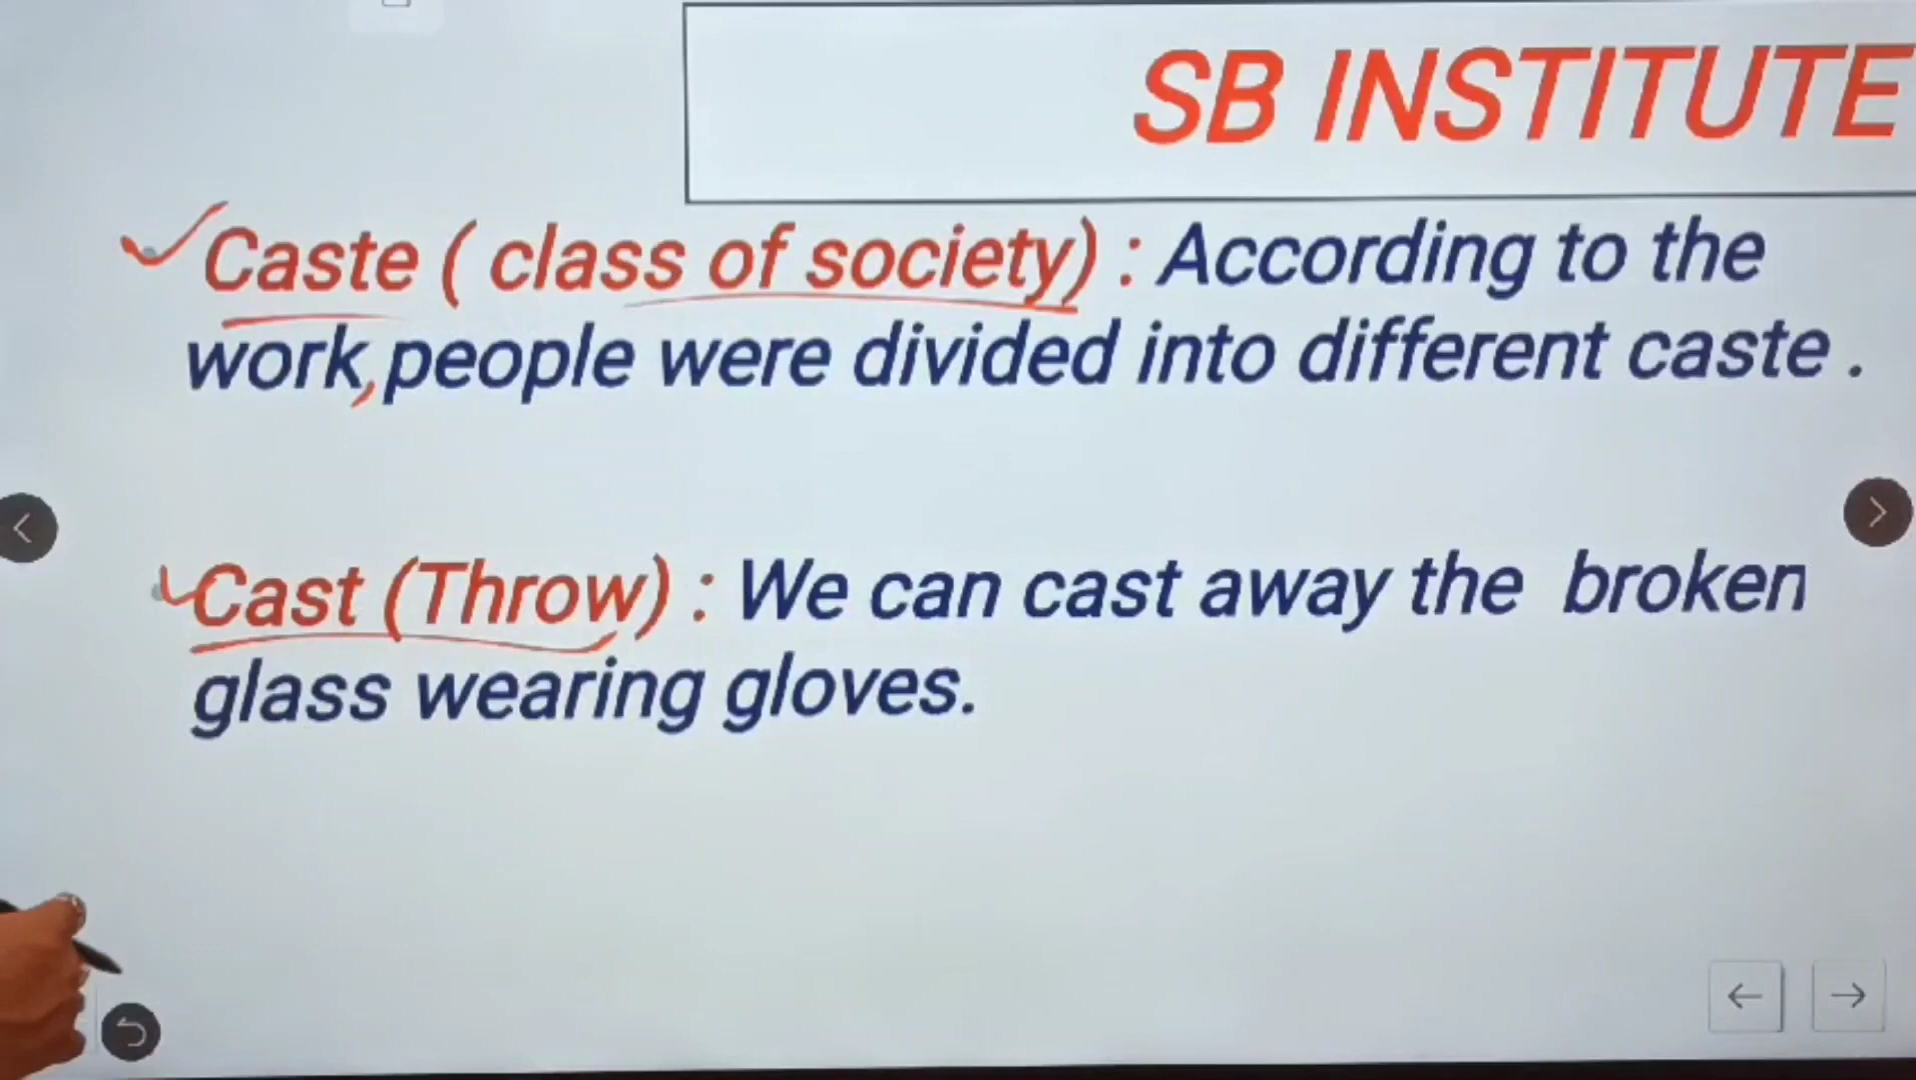 SB INSTITUTE
Caste ( class of society) : According to the
work,people were divided into different caste .
Cast (Throw) : We can cast away the broken
glass wearing gloves.